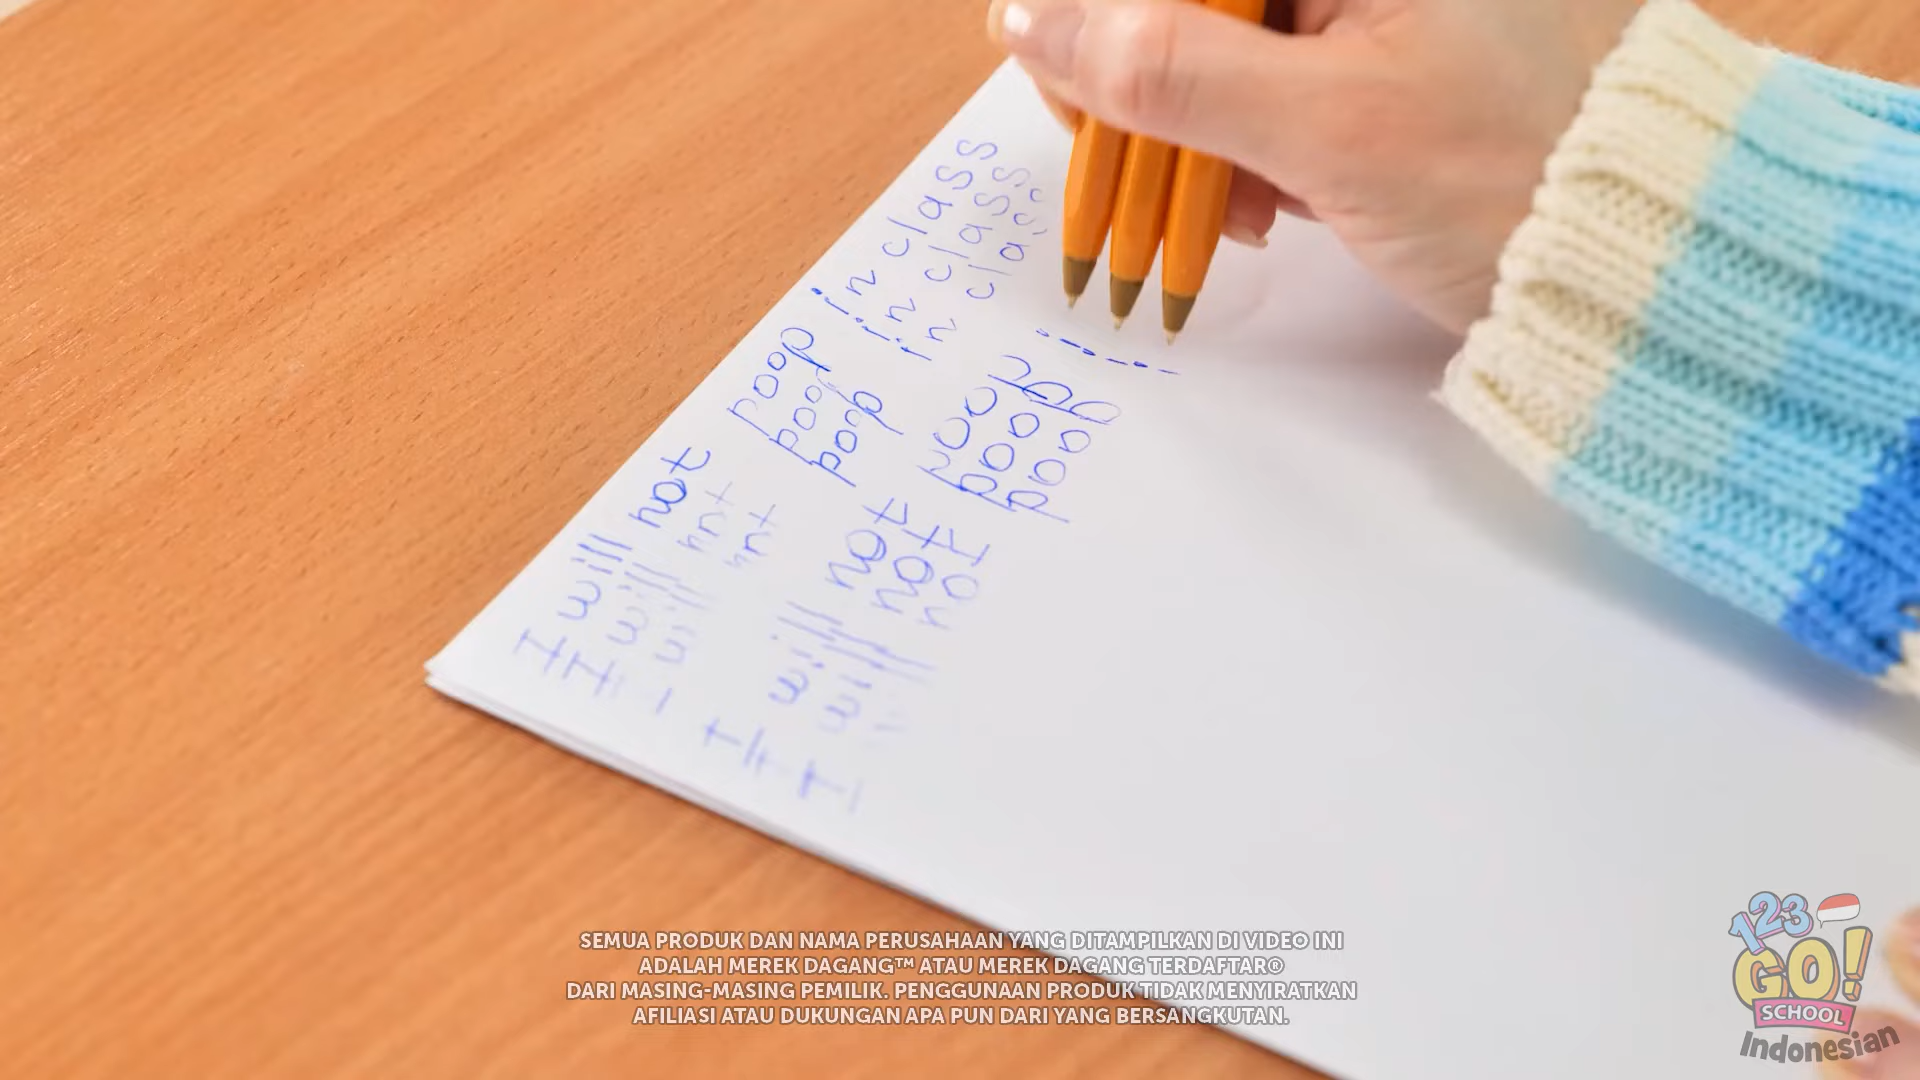 I will not poop in class
I will not poop in class
I will not poop in class
I will not poop
I will not poop
I will not poop
SEMUA PRODUK DAN NAMA PERUSAHAAN YANG DITAMPILKAN DI VIDEO INI
ADALAH MEREK DAGANG™ ATAU MEREK DAGANG TERDAFTAR®
DARI MASING-MASING PEMILIK. PENGGUNAAN PRODUK TIDAK MENYIRATKAN
AFILIASI ATAU DUKUNGAN APA PUN DARI YANG BERSANGKUTAN.
123
GO!
SCHOOL
Indonesian